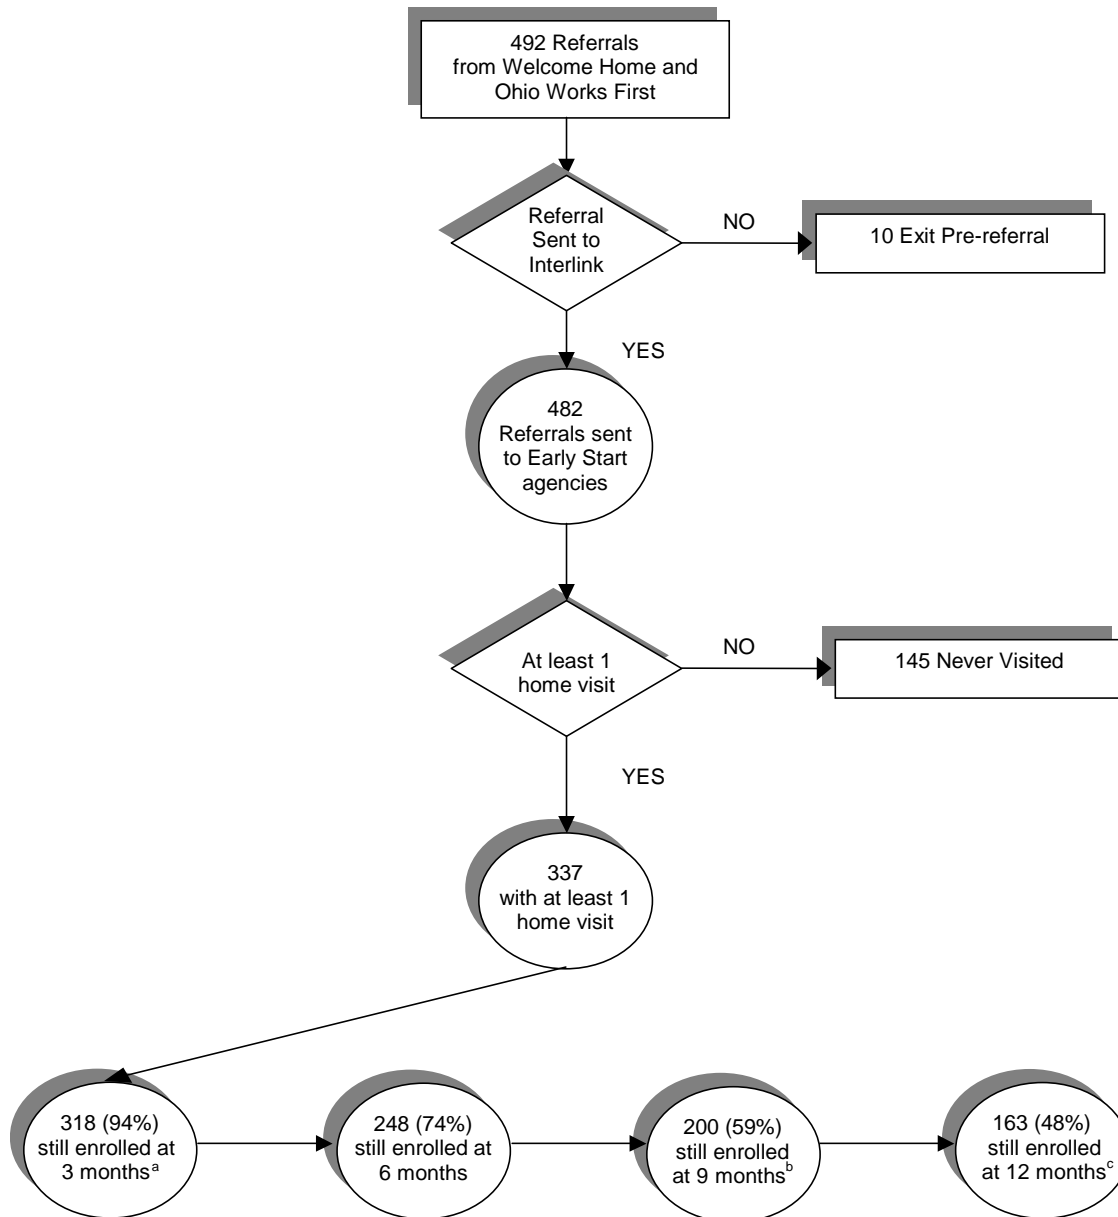 492 Referrals
from Welcome Home and
Ohio Works First
Referral
Sent to
Interlink
NO
10 Exit Pre-referral
YES
482
Referrals sent
to Early Start
agencies
At least 1
home visit
NO
145 Never Visited
YES
337
with at least 1
home visit
318 (94%)
still enrolled at
3 monthsᵃ
248 (74%)
still enrolled at
6 months
200 (59%)
still enrolled
at 9 monthsᵇ
163 (48%)
still enrolled
at 12 monthsᶜ